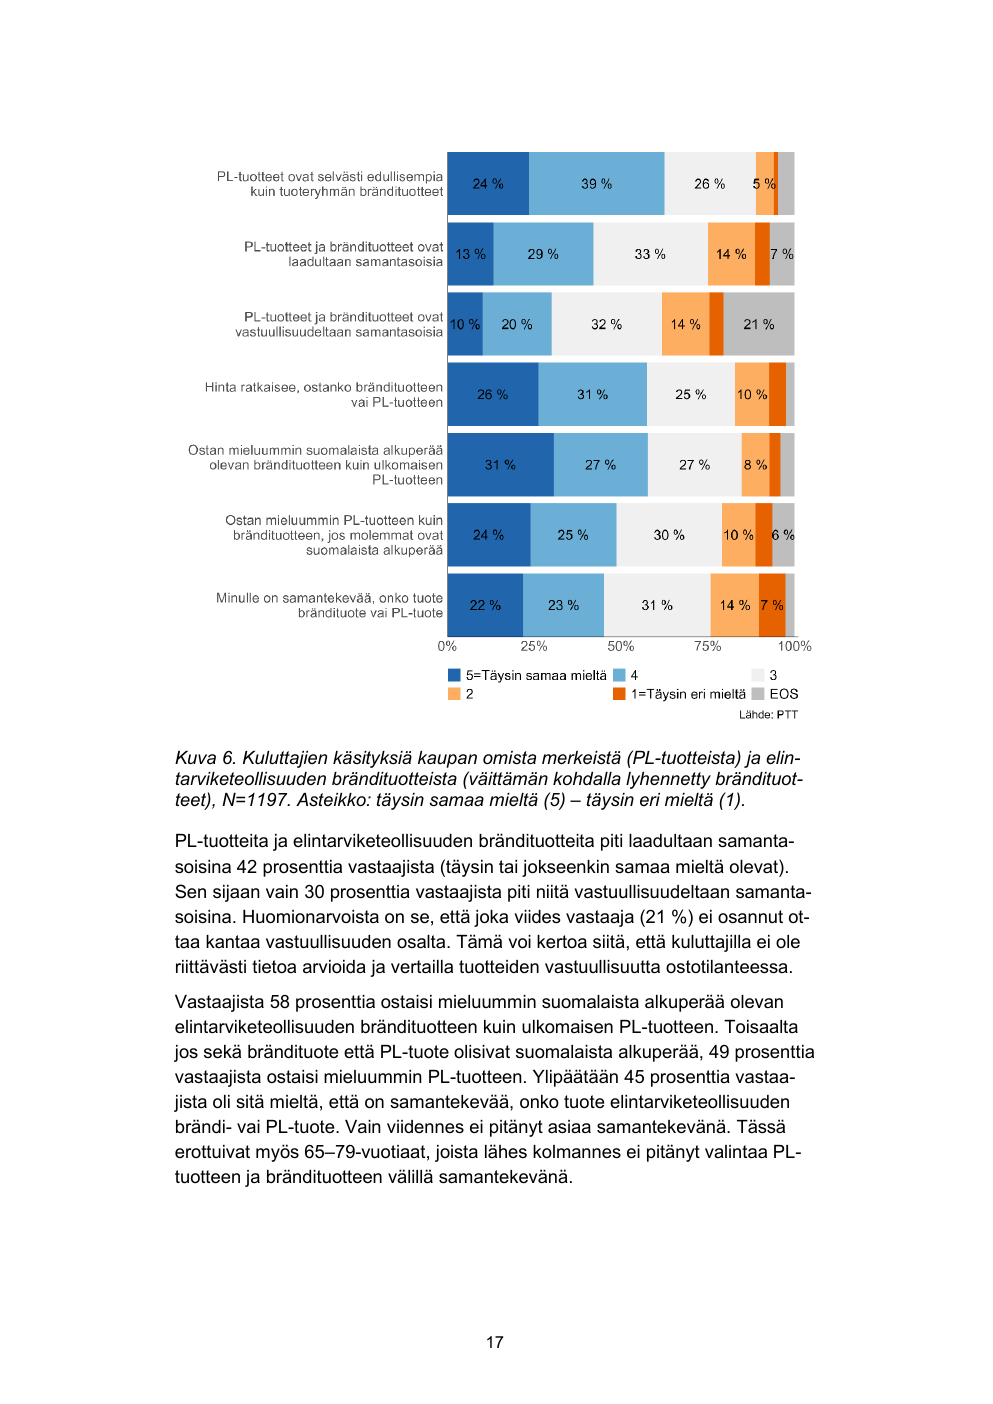 PL-tuotteet ovat selvästi edullisempia
kuin tuoteryhmän brändituotteet
24 %
39 %
26 %
5 %
PL-tuotteet ja brändituotteet ovat
laadultaan samantasoisia
13 %
29 %
33 %
14 %
7 %
PL-tuotteet ja brändituotteet ovat
vastuullisuudeltaan samantasoisia
10 %
20 %
32 %
14 %
21 %
Hinta ratkaisee, ostanko brändituotteen
vai PL-tuotteen
26 %
31 %
25 %
10 %
Ostan mieluummin suomalaista alkuperää
olevan brändituotteen kuin ulkomaisen
PL-tuotteen
31 %
27 %
27 %
8 %
Ostan mieluummin PL-tuotteen kuin
brändituotteen, jos molemmat ovat
suomalaista alkuperää
24 %
25 %
30 %
10 %
6 %
Minulle on samantekevää, onko tuote
brändituote vai PL-tuote
22 %
23 %
31 %
14 %
7 %
0% 25% 50% 75% 100%
5=Täysin samaa mieltä 4 3
2 1=Täysin eri mieltä EOS
Lähde: PTT
Kuva 6. Kuluttajien käsityksiä kaupan omista merkeistä (PL-tuotteista) ja elin-
tarviketeollisuuden brändituotteista (väittämän kohdalla lyhennetty brändituot-
teet), N=1197. Asteikko: täysin samaa mieltä (5) – täysin eri mieltä (1).
PL-tuotteita ja elintarviketeollisuuden brändituotteita piti laadultaan samanta-
soisina 42 prosenttia vastaajista (täysin tai jokseenkin samaa mieltä olevat).
Sen sijaan vain 30 prosenttia vastaajista piti niitä vastuullisuudeltaan samanta-
soisina. Huomionarvoista on se, että joka viides vastaaja (21 %) ei osannut ot-
taa kantaa vastuullisuuden osalta. Tämä voi kertoa siitä, että kuluttajilla ei ole
riittävästi tietoa arvioida ja vertailla tuotteiden vastuullisuutta ostotilanteessa.
Vastaajista 58 prosenttia ostaisi mieluummin suomalaista alkuperää olevan
elintarviketeollisuuden brändituotteen kuin ulkomaisen PL-tuotteen. Toisaalta
jos sekä brändituote että PL-tuote olisivat suomalaista alkuperää, 49 prosenttia
vastaajista ostaisi mieluummin PL-tuotteen. Ylipäätään 45 prosenttia vastaa-
jista oli sitä mieltä, että on samantekevää, onko tuote elintarviketeollisuuden
brändi- vai PL-tuote. Vain viidennes ei pitänyt asiaa samantekevänä. Tässä
erottuivat myös 65–79-vuotiaat, joista lähes kolmannes ei pitänyt valintaa PL-
tuotteen ja brändituotteen välillä samantekevänä.
17